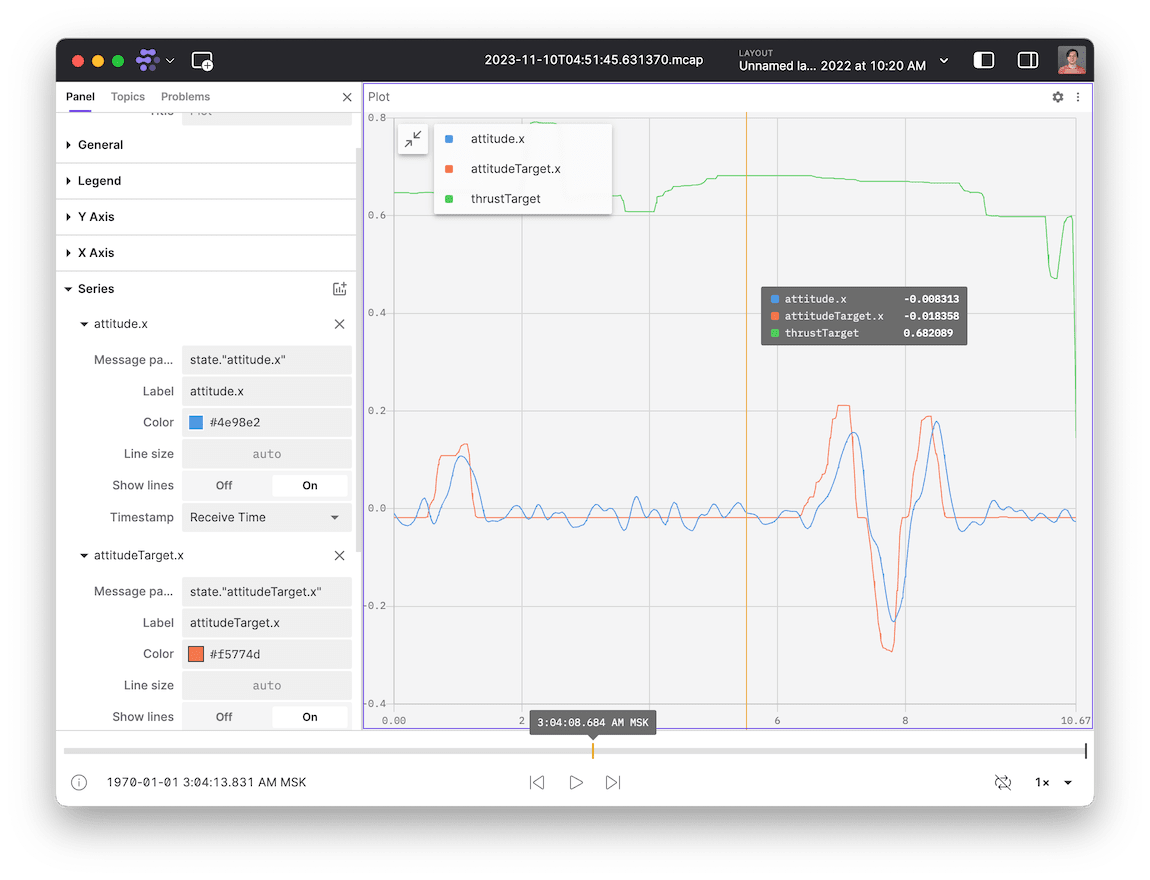 2023-11-10T04:51:45.631370.mcap
LAYOUT
Unnamed la... 2022 at 10:20 AM
Panel Topics Problems
Title Plot
General
Legend
Y Axis
X Axis
Series
attitude.x
Message pa... state."attitude.x"
Label attitude.x
Color #4e98e2
Line size auto
Show lines Off On
Timestamp Receive Time
attitudeTarget.x
Message pa... state."attitudeTarget.x"
Label attitudeTarget.x
Color #f5774d
Line size auto
Show lines Off On
Plot
0.8
0.6
0.4
0.2
0.0
-0.2
-0.4
attitude.x
attitudeTarget.x
thrustTarget
attitude.x -0.008313
attitudeTarget.x -0.018358
thrustTarget 0.682089
0.00 2 6 8 10.67
3:04:08.684 AM MSK
1970-01-01 3:04:13.831 AM MSK
1×